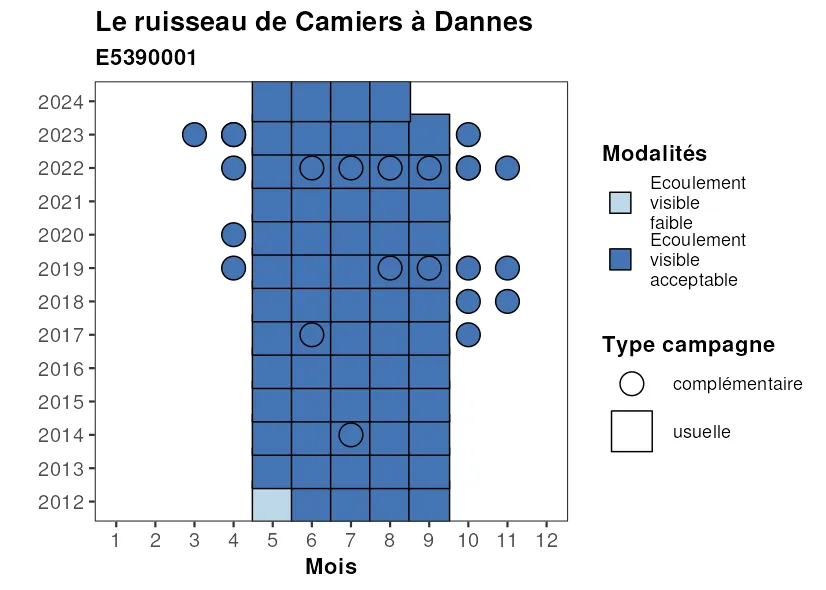 Le ruisseau de Camiers à Dannes
E5390001
2024
2023
2022
2021
2020
2019
2018
2017
2016
2015
2014
2013
2012
1 2 3 4 5 6 7 8 9 10 11 12
Mois
Modalités
Ecoulement
visible
faible
Ecoulement
visible
acceptable
Type campagne
complémentaire
usuelle